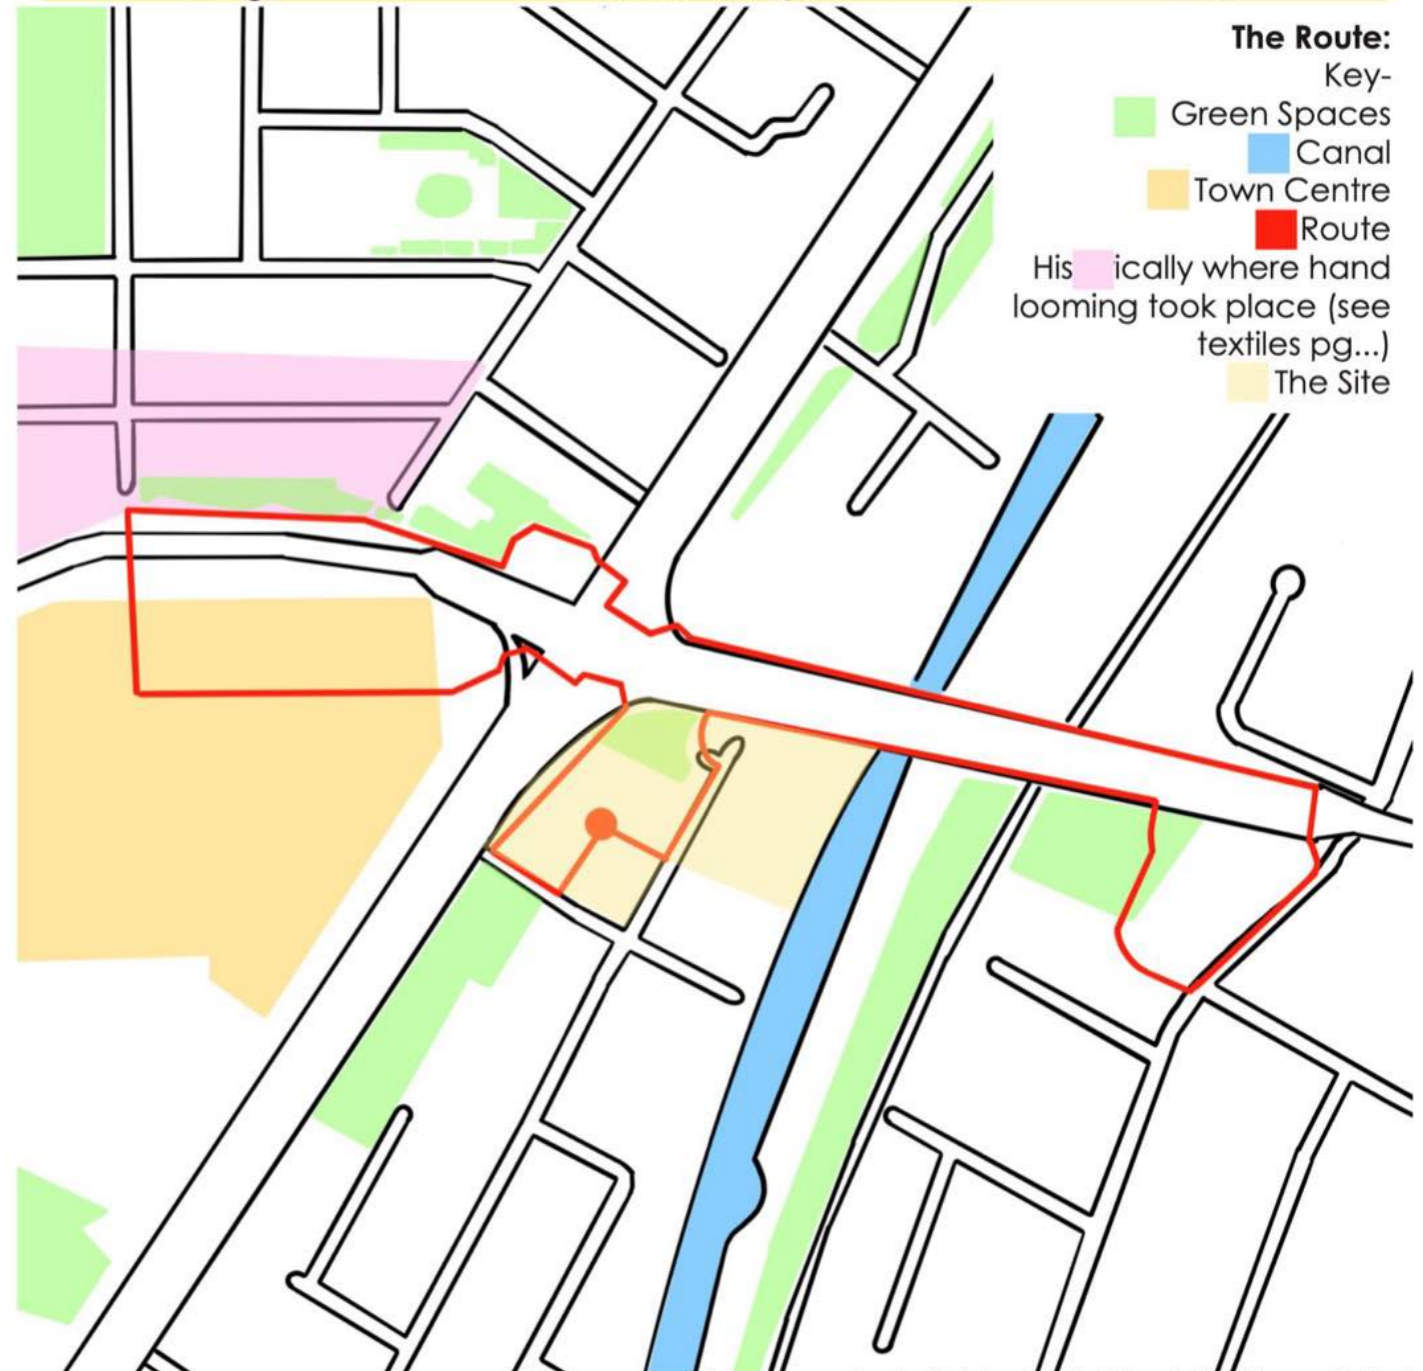 The Route:
Key-
Green Spaces
Canal
Town Centre
Route
His ically where hand
looming took place (see
textiles pg...)
The Site